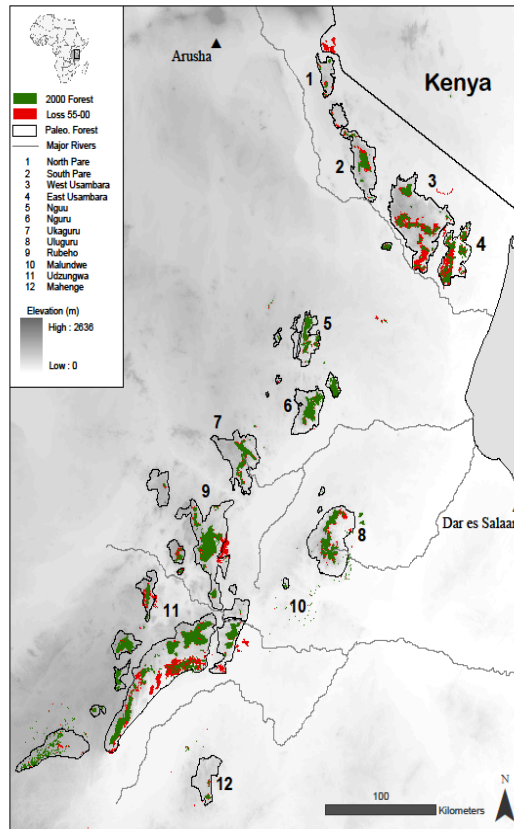 Arusha
Kenya
2000 Forest
Loss 55-00
Paleo. Forest
Major Rivers
1 North Pare
2 South Pare
3 West Usambara
4 East Usambara
5 Nguu
6 Nguru
7 Ukaguru
8 Uluguru
9 Rubeho
10 Malundwe
11 Udzungwa
12 Mahenge
Elevation (m)
High : 2636
Low : 0
1
2
3
4
5
6
7
9
8
Dar es Salaam
10
11
12
100
Kilometers
N